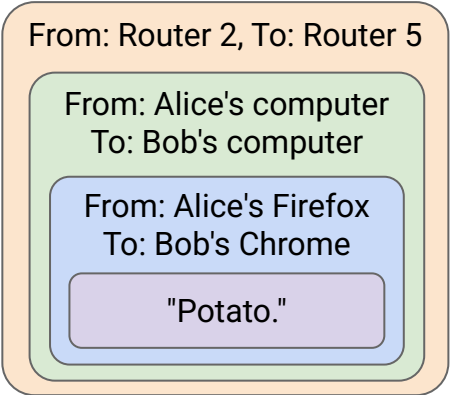 From: Router 2, To: Router 5
From: Alice's computer
To: Bob's computer
From: Alice's Firefox
To: Bob's Chrome
"Potato."